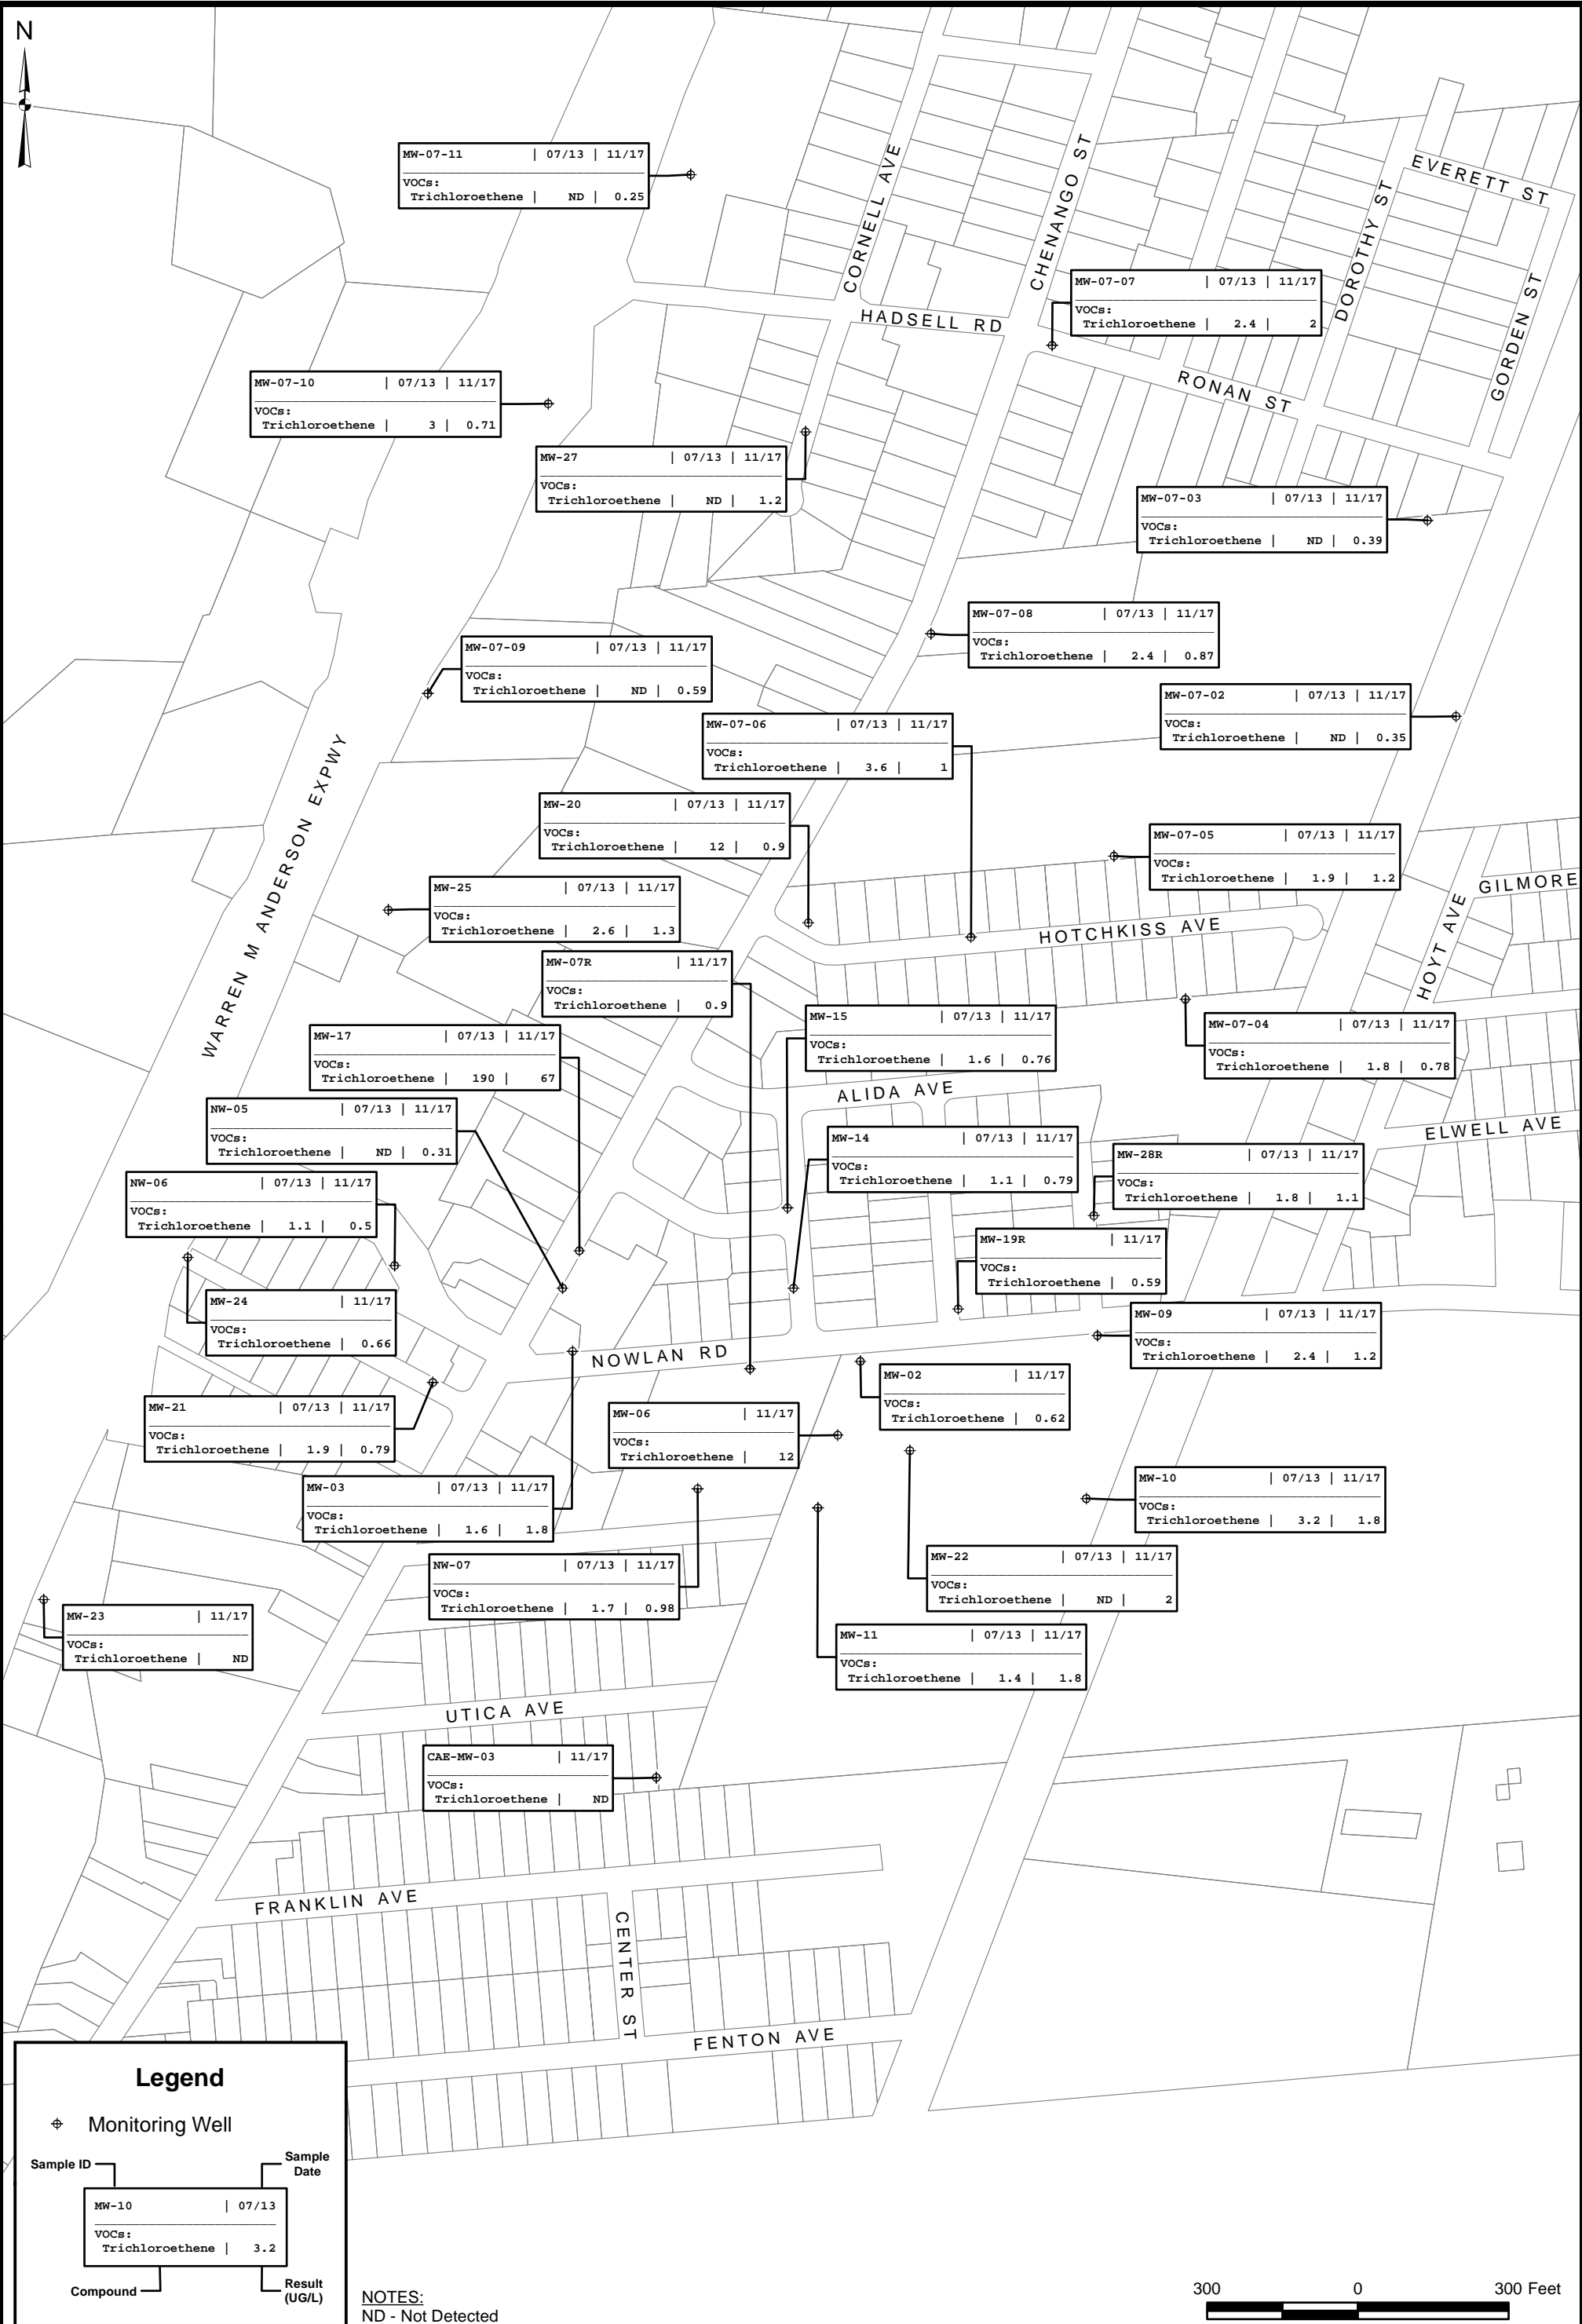 N
MW-07-11 | 07/13 | 11/17
VOCs:
Trichloroethene | ND | 0.25
CORNELL AVE
CHENANGO ST
EVERETT ST
DOROTHY ST
GORDEN ST
MW-07-07 | 07/13 | 11/17
VOCs:
Trichloroethene | 2.4 | 2
HADSELL RD
RONAN ST
MW-07-10 | 07/13 | 11/17
VOCs:
Trichloroethene | 3 | 0.71
MW-27 | 07/13 | 11/17
VOCs:
Trichloroethene | ND | 1.2
MW-07-03 | 07/13 | 11/17
VOCs:
Trichloroethene | ND | 0.39
MW-07-08 | 07/13 | 11/17
VOCs:
Trichloroethene | 2.4 | 0.87
MW-07-09 | 07/13 | 11/17
VOCs:
Trichloroethene | ND | 0.59
MW-07-02 | 07/13 | 11/17
VOCs:
Trichloroethene | ND | 0.35
MW-07-06 | 07/13 | 11/17
VOCs:
Trichloroethene | 3.6 | 1
WARREN M ANDERSON EXPWY
MW-20 | 07/13 | 11/17
VOCs:
Trichloroethene | 12 | 0.9
MW-07-05 | 07/13 | 11/17
VOCs:
Trichloroethene | 1.9 | 1.2
MW-25 | 07/13 | 11/17
VOCs:
Trichloroethene | 2.6 | 1.3
GILMORE
HOYT AVE
HOTCHKISS AVE
MW-07R | 11/17
VOCs:
Trichloroethene | 0.9
MW-15 | 07/13 | 11/17
VOCs:
Trichloroethene | 1.6 | 0.76
MW-07-04 | 07/13 | 11/17
VOCs:
Trichloroethene | 1.8 | 0.78
MW-17 | 07/13 | 11/17
VOCs:
Trichloroethene | 190 | 67
ALIDA AVE
NW-05 | 07/13 | 11/17
VOCs:
Trichloroethene | ND | 0.31
ELWELL AVE
MW-14 | 07/13 | 11/17
VOCs:
Trichloroethene | 1.1 | 0.79
MW-28R | 07/13 | 11/17
VOCs:
Trichloroethene | 1.8 | 1.1
NW-06 | 07/13 | 11/17
VOCs:
Trichloroethene | 1.1 | 0.5
MW-19R | 11/17
VOCs:
Trichloroethene | 0.59
MW-24 | 11/17
VOCs:
Trichloroethene | 0.66
MW-09 | 07/13 | 11/17
VOCs:
Trichloroethene | 2.4 | 1.2
NOWLAN RD
MW-02 | 11/17
VOCs:
Trichloroethene | 0.62
MW-21 | 07/13 | 11/17
VOCs:
Trichloroethene | 1.9 | 0.79
MW-06 | 11/17
VOCs:
Trichloroethene | 12
MW-10 | 07/13 | 11/17
VOCs:
Trichloroethene | 3.2 | 1.8
MW-03 | 07/13 | 11/17
VOCs:
Trichloroethene | 1.6 | 1.8
MW-22 | 07/13 | 11/17
VOCs:
Trichloroethene | ND | 2
NW-07 | 07/13 | 11/17
VOCs:
Trichloroethene | 1.7 | 0.98
MW-23 | 11/17
VOCs:
Trichloroethene | ND
MW-11 | 07/13 | 11/17
VOCs:
Trichloroethene | 1.4 | 1.8
UTICA AVE
CAE-MW-03 | 11/17
VOCs:
Trichloroethene | ND
FRANKLIN AVE
CENTER ST
FENTON AVE
Legend
Monitoring Well
Sample ID
Sample
Date
MW-10 | 07/13
VOCs:
Trichloroethene | 3.2
Compound
Result
(UG/L)
NOTES:
ND - Not Detected
300 0 300 Feet